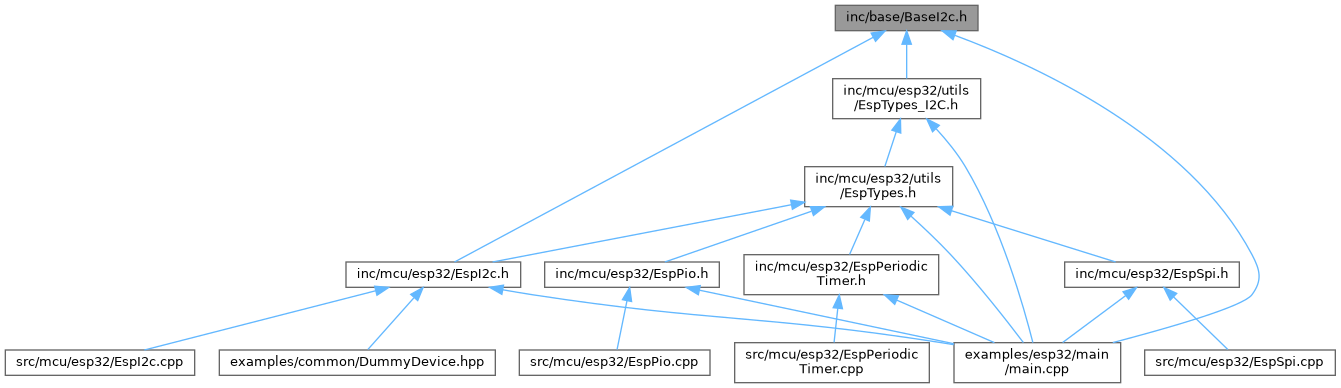 inc/base/BaseI2c.h
inc/mcu/esp32/utils
/EspTypes_I2C.h
inc/mcu/esp32/utils
/EspTypes.h
inc/mcu/esp32/EspI2c.h
inc/mcu/esp32/EspPio.h
inc/mcu/esp32/EspPeriodic
Timer.h
inc/mcu/esp32/EspSpi.h
src/mcu/esp32/EspI2c.cpp
examples/common/DummyDevice.hpp
src/mcu/esp32/EspPio.cpp
src/mcu/esp32/EspPeriodic
Timer.cpp
examples/esp32/main
/main.cpp
src/mcu/esp32/EspSpi.cpp